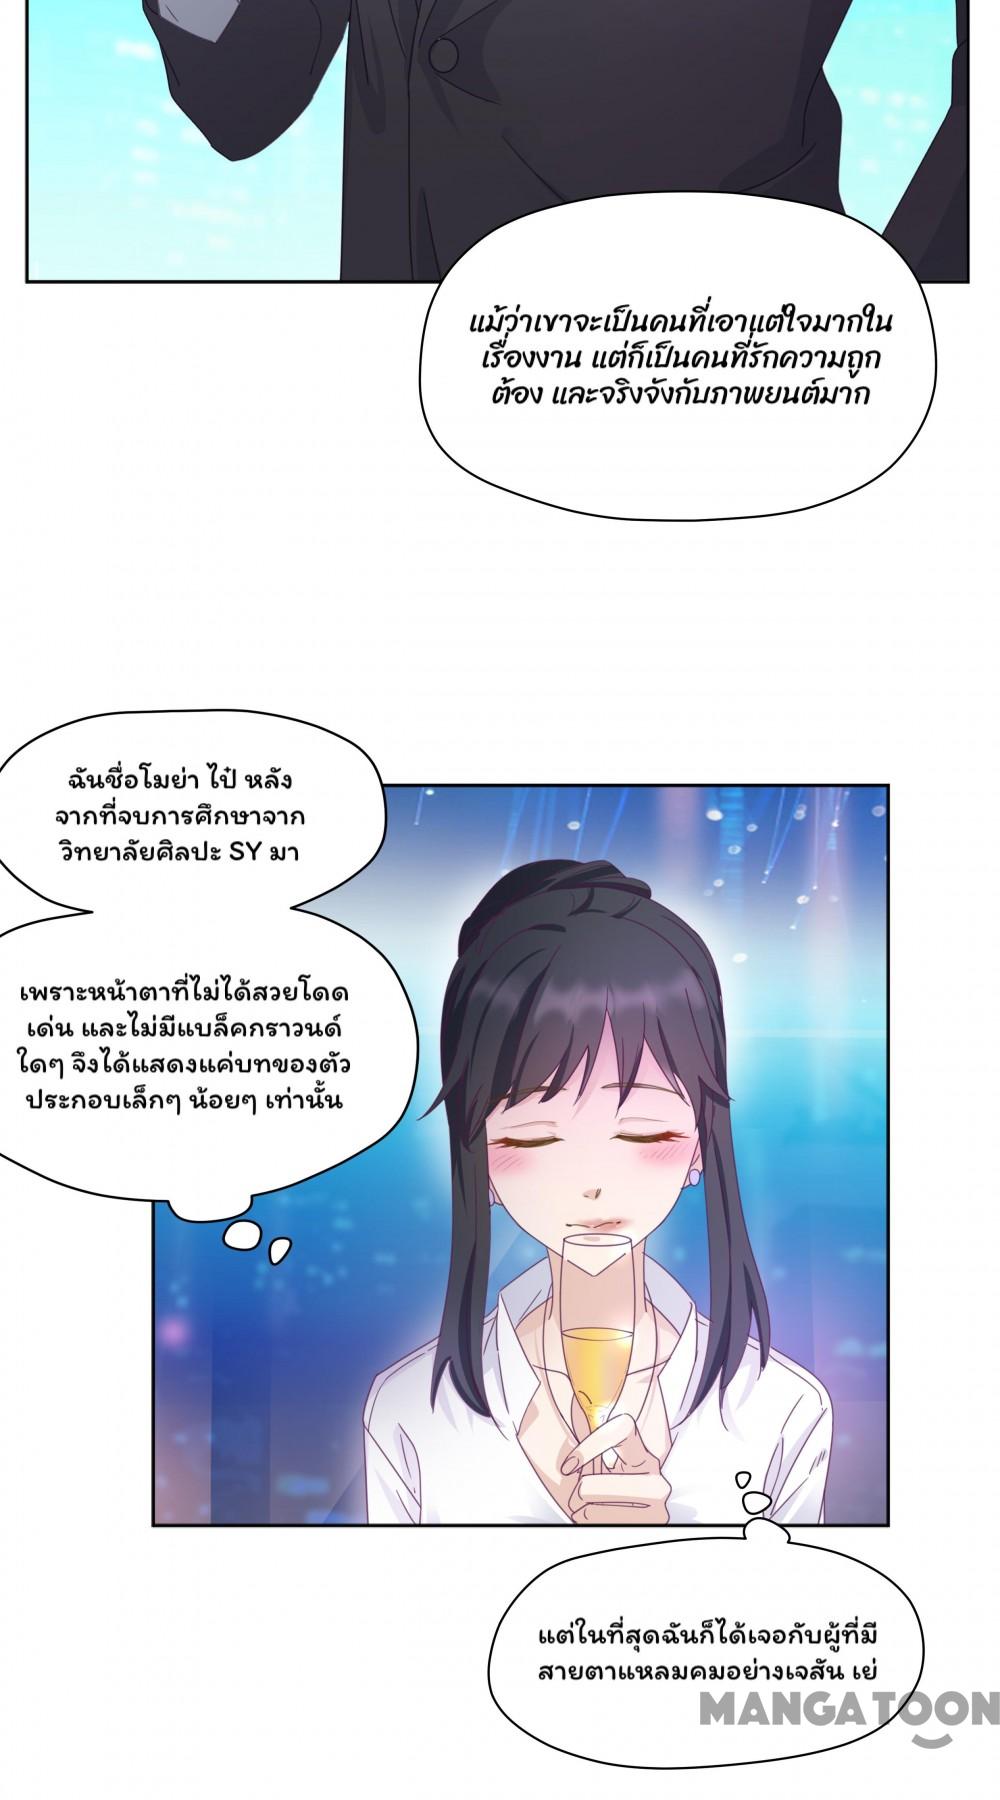 แม้ว่าเขาจะเป็นคนที่เอาแต่ใจมากใน
เรื่องงาน แต่ก็เป็นคนที่รักความถูก
ต้อง และจริงจังกับภาพยนต์มาก
ฉันชื่อโมย่า ไป๋ หลัง
จากที่จบการศึกษาจาก
วิทยาลัยศิลปะ SY มา
เพราะหน้าตาที่ไม่ได้สวยโดด
เด่น และไม่มีแบล็คกราวนด์
ใดๆ จึงได้แสดงแค่บทของตัว
ประกอบเล็กๆ น้อยๆ เท่านั้น
แต่ในที่สุดฉันก็ได้เจอกับผู้ที่มี
สายตาแหลมคมอย่างเจสัน เย่
MANGATOON